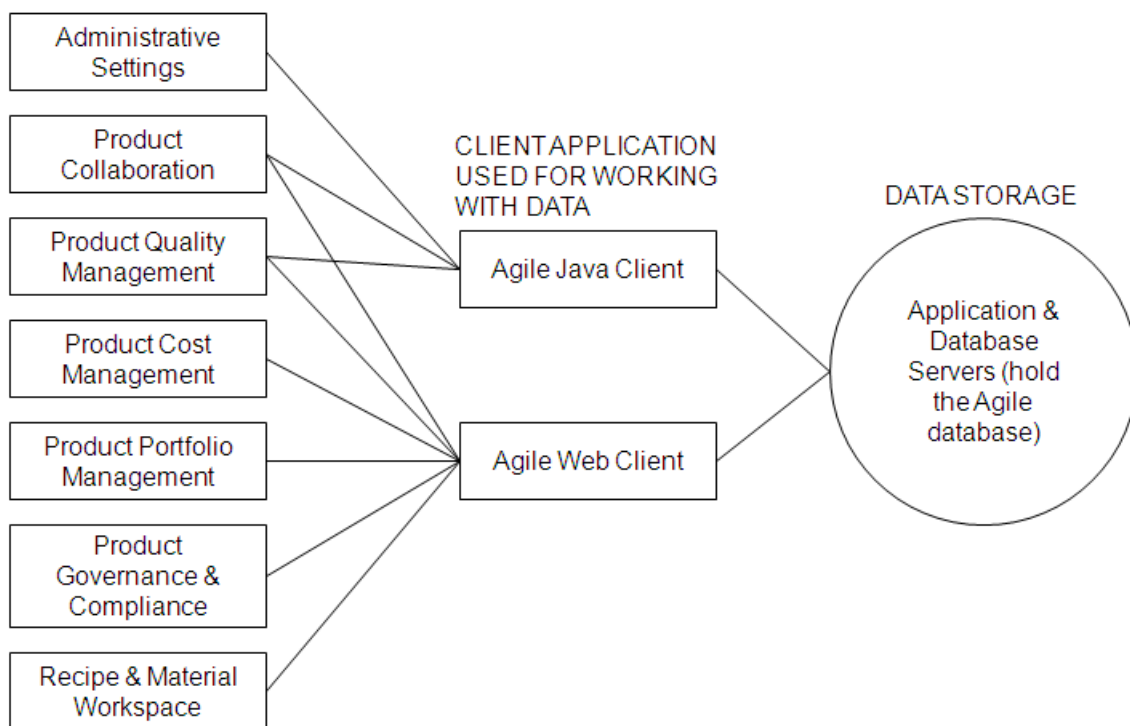 Administrative
Settings
Product
Collaboration
Product Quality
Management
Product Cost
Management
Product Portfolio
Management
Product
Governance &
Compliance
Recipe & Material
Workspace
CLIENT APPLICATION
USED FOR WORKING
WITH DATA
Agile Java Client
Agile Web Client
DATA STORAGE
Application &
Database
Servers (hold
the Agile
database)